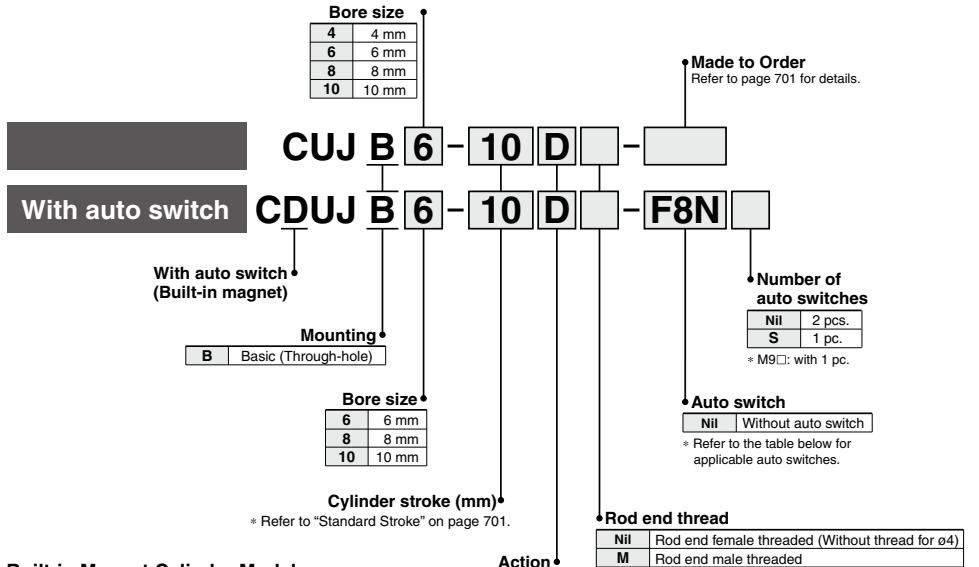 Bore size
4 4 mm
6 6 mm
8 8 mm
10 10 mm
Made to Order
Refer to page 701 for details.
CUJ B 6 – 10 D –
With auto switch CDUJ B 6 – 10 D – F8N
With auto switch
(Built-in magnet)
Number of
auto switches
Nil 2 pcs.
S 1 pc.
* M9□: with 1 pc.
Mounting
B Basic (Through-hole)
Bore size
6 6 mm
8 8 mm
10 10 mm
Auto switch
Nil Without auto switch
* Refer to the table below for
applicable auto switches.
Cylinder stroke (mm)
* Refer to “Standard Stroke” on page 701.
Rod end thread
Nil Rod end female threaded (Without thread for ø4)
M Rod end male threaded
Action